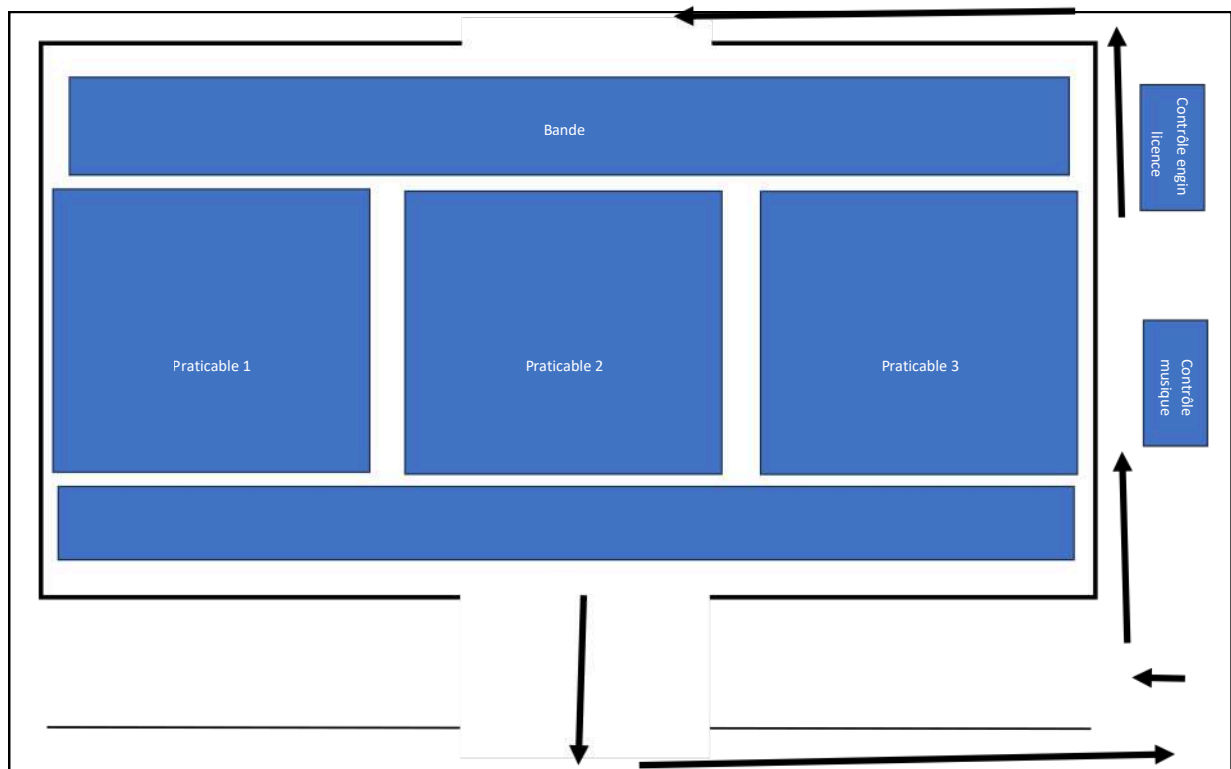 Bande
Contrôle engin
licence
Praticable 1
Praticable 2
Praticable 3
Contrôle
musique